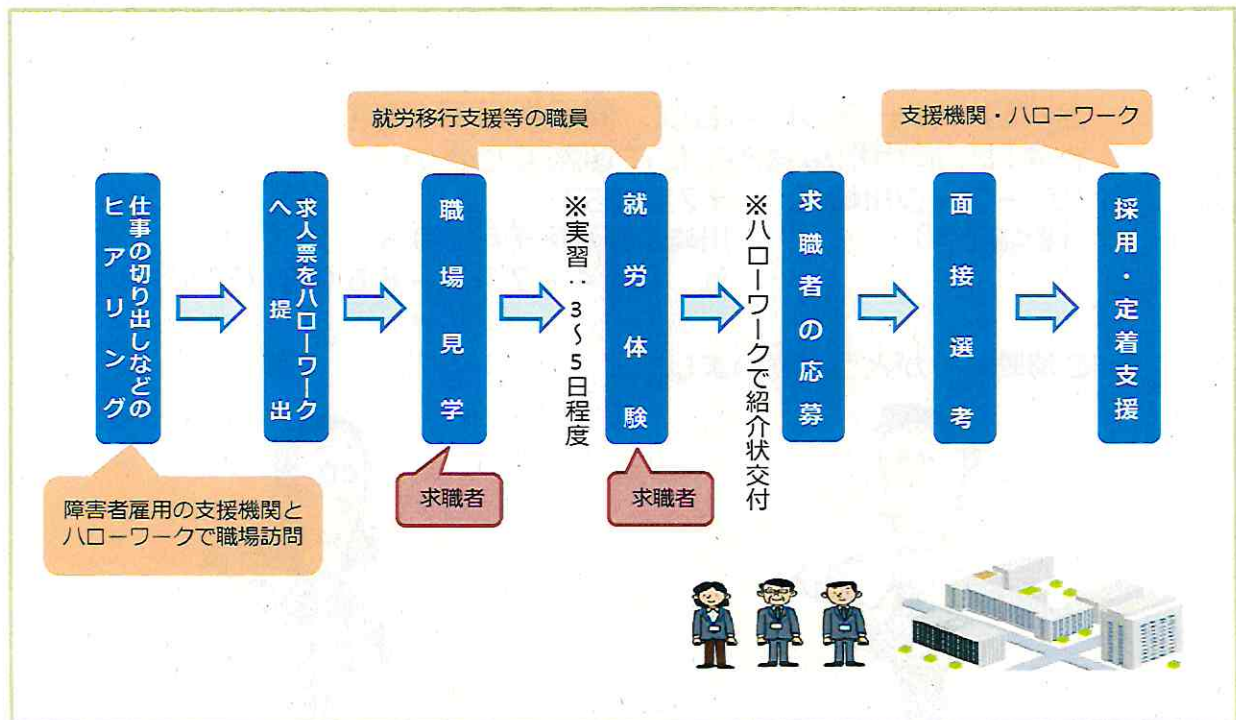 就労移行支援等の職員
支援機関・ハローワーク
仕事の切り出しなどの
ヒアリング
求人票をハローワーク
へ提出
職場見学
※実習：3～5日程度
就労体験
※ハローワークで紹介状交付
求職者の応募
面接選考
採用・定着支援
障害者雇用の支援機関と
ハローワークで職場訪問
求職者
求職者